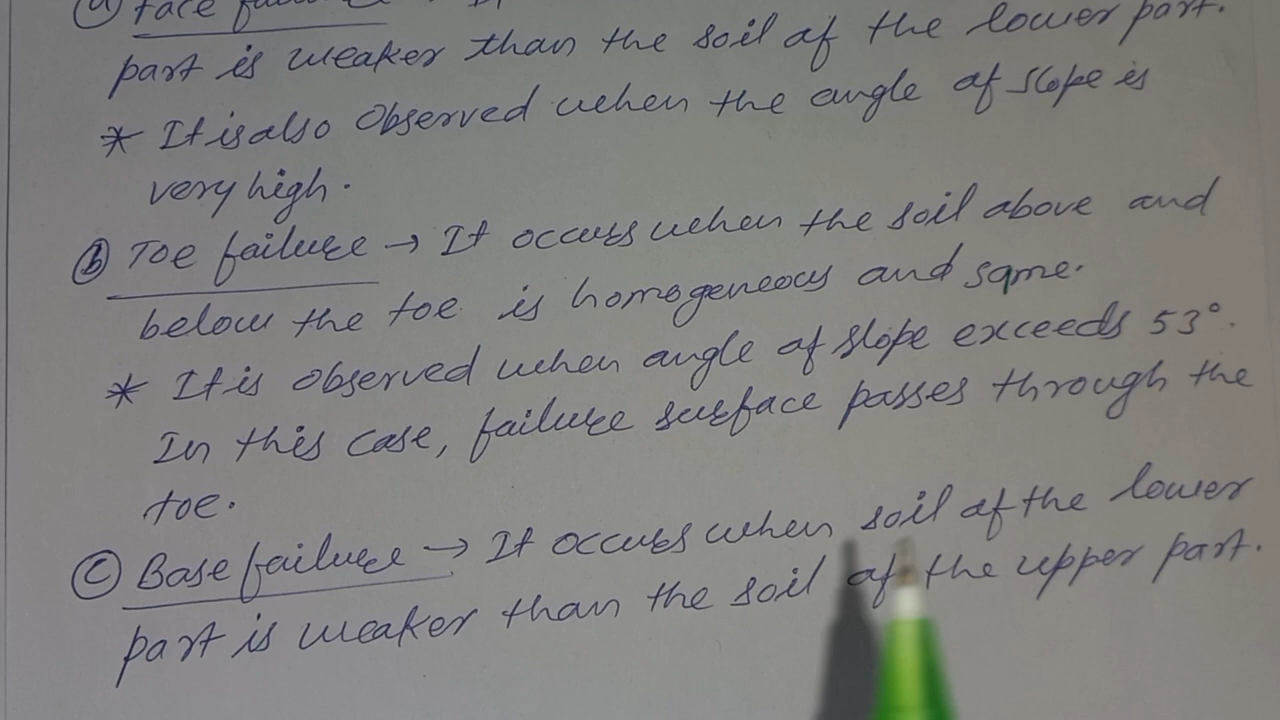 (a) Face
part is weaker than the soil of the lower part.
* It is also observed when the angle of slope is
very high.
(b) Toe failure → It occurs when the soil above and
below the toe is homogeneous and same.
* It is observed when angle of slope exceeds 53°.
In this case, failure surface passes through the
toe.
(c) Base failure → It occurs when soil of the lower
part is weaker than the soil of the upper part.